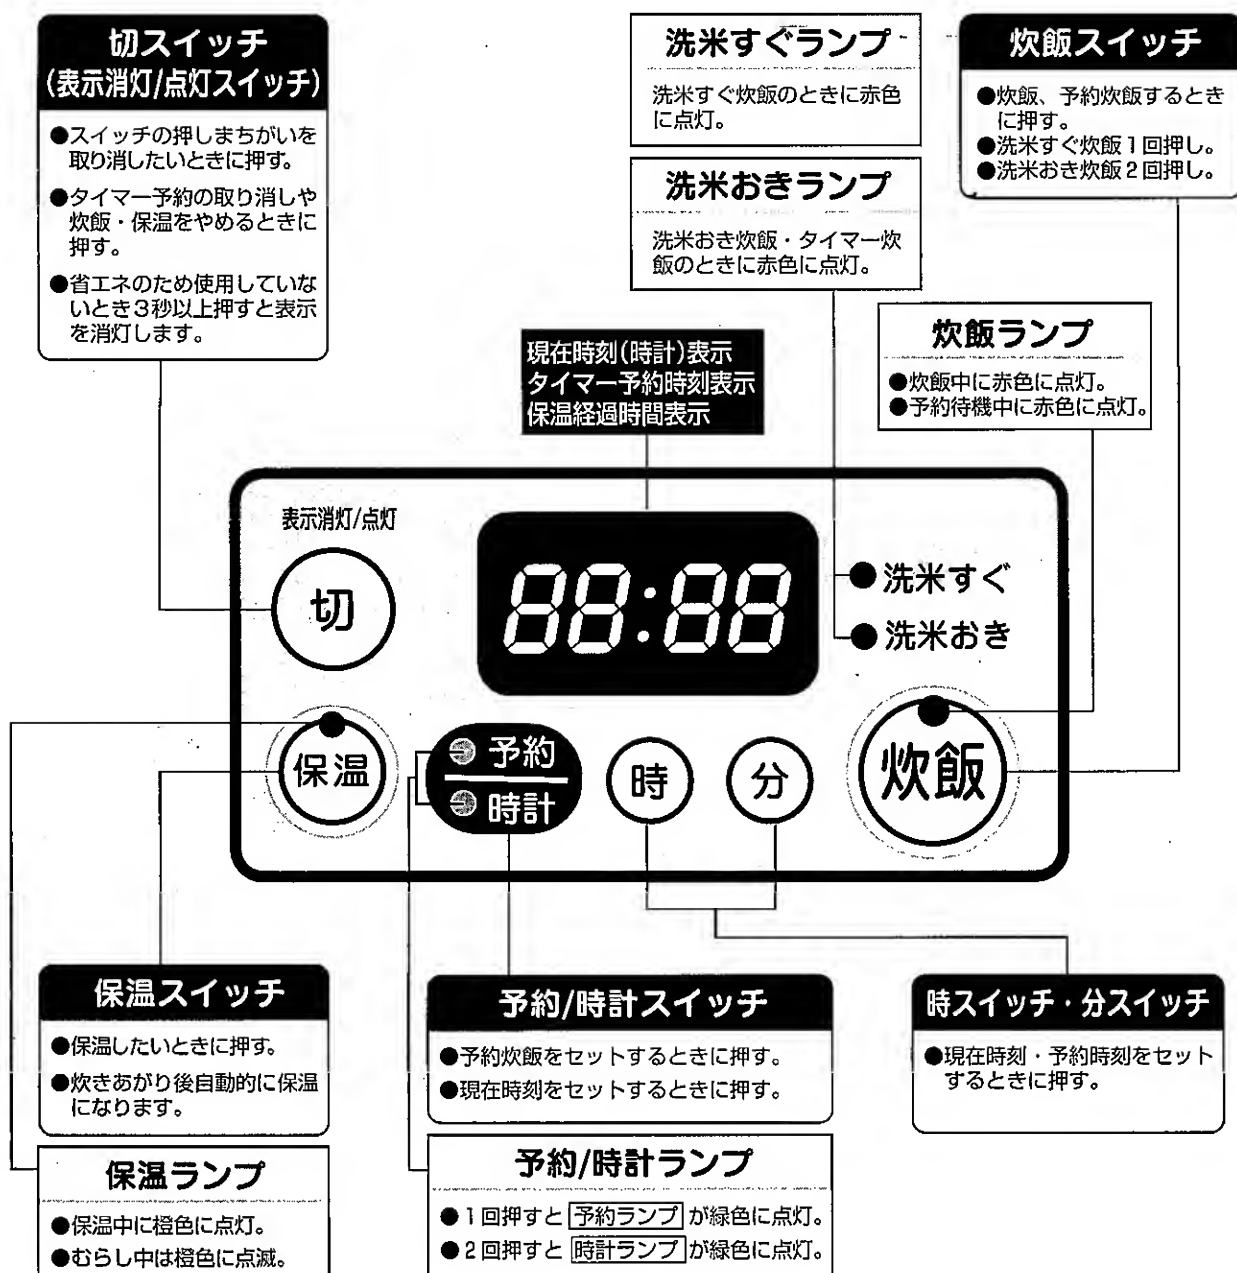 切スイッチ
(表示消灯/点灯スイッチ)
●スイッチの押しまちがいを
取り消したいときに押す。
●タイマー予約の取り消しや
炊飯・保温をやめるときに
押す。
●省エネのため使用していな
いとき3秒以上押すと表示
を消灯します。
洗米すぐランプ
洗米すぐ炊飯のときに赤色
に点灯。
洗米おきランプ
洗米おき炊飯・タイマー炊
飯のときに赤色に点灯。
炊飯スイッチ
●炊飯、予約炊飯するとき
に押す。
●洗米すぐ炊飯1回押し。
●洗米おき炊飯2回押し。
炊飯ランプ
●炊飯中に赤色に点灯。
●予約待機中に赤色に点灯。
現在時刻(時計)表示
タイマー予約時刻表示
保温経過時間表示
表示消灯/点灯
切
88:88
洗米すぐ
洗米おき
保温
予約
時計
時
分
炊飯
保温スイッチ
●保温したいときに押す。
●炊きあがり後自動的に保温
になります。
保温ランプ
●保温中に橙色に点灯。
●むらし中は橙色に点滅。
予約/時計スイッチ
●予約炊飯をセットするときに押す。
●現在時刻をセットするときに押す。
予約/時計ランプ
●1回押すと予約ランプが緑色に点灯。
●2回押すと時計ランプが緑色に点灯。
時スイッチ・分スイッチ
●現在時刻・予約時刻をセット
するときに押す。